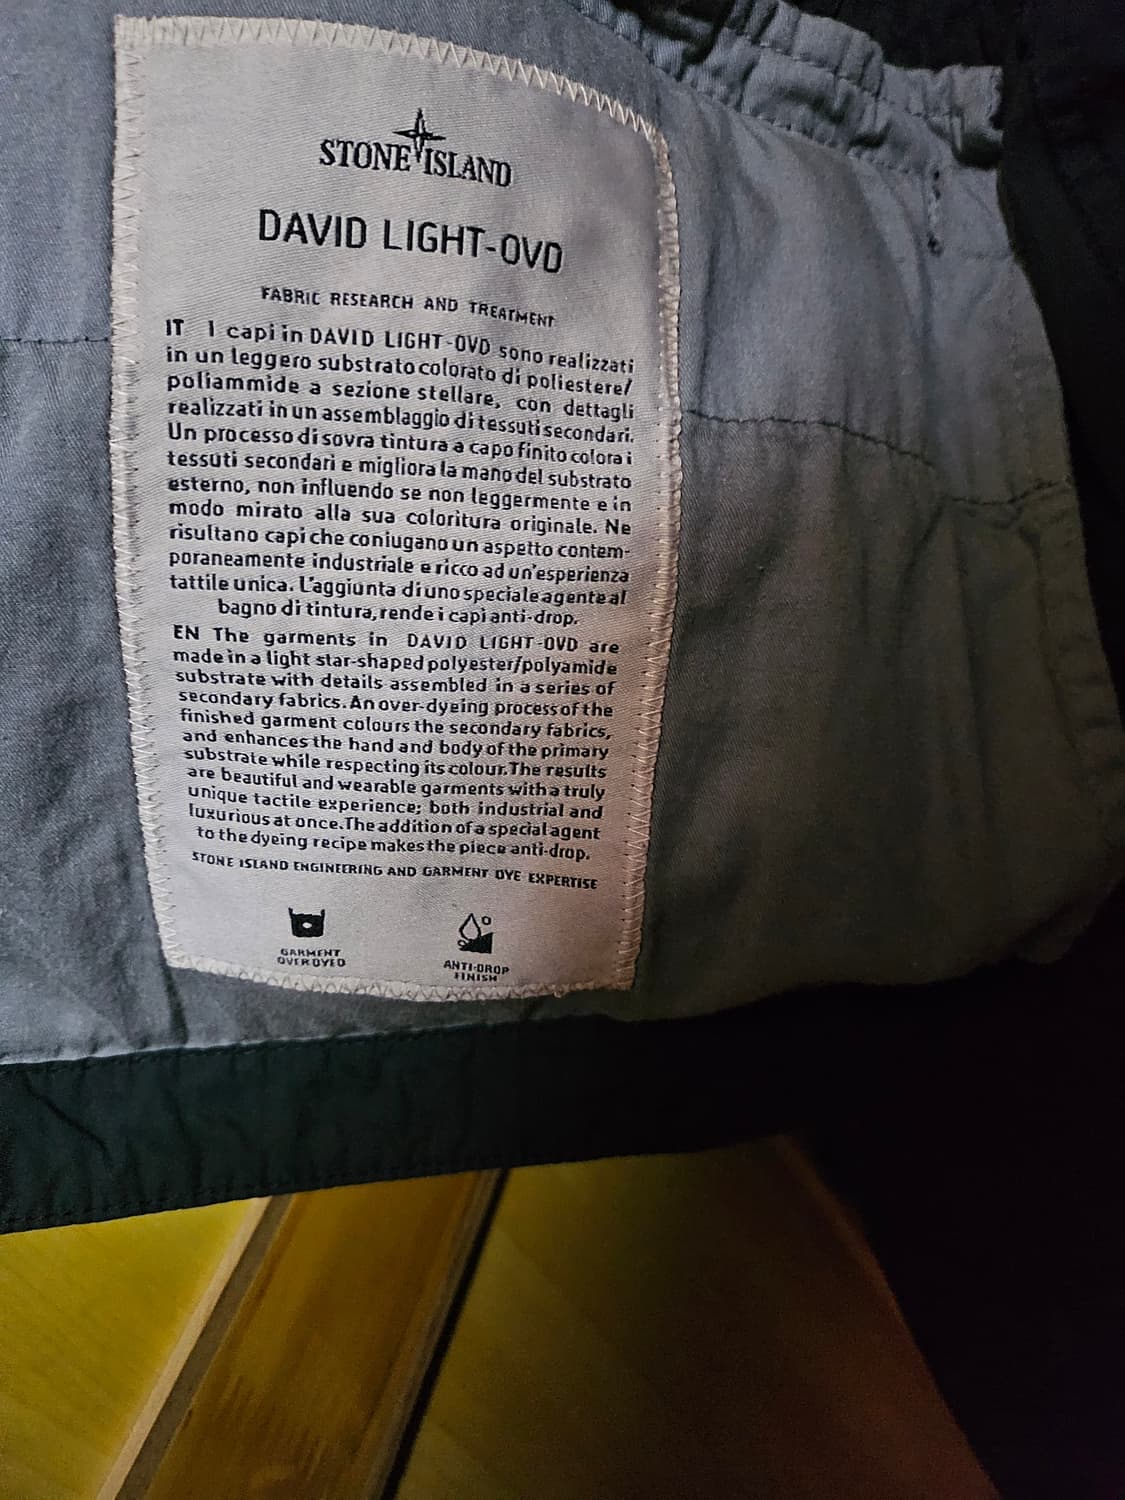 STONE ISLAND
DAVID LIGHT-OVD
FABRIC RESEARCH AND TREATMENT
IT I capi in DAVID LIGHT-OVD sono realizzati
in un leggero substrato colorato di poliestere/
poliammide a sezione stellare, con dettagli
realizzati in un assemblaggio di tessuti secondari.
Un processo di sovra tintura a capo finito colora i
tessuti secondari e migliora la mano del substrato
esterno, non influendo se non leggermente e in
modo mirato alla sua coloritura originale. Ne
risultano capi che coniugano un aspetto contem-
poraneamente industriale e ricco ad un'esperienza
tattile unica. L'aggiunta di uno speciale agente al
bagno di tintura, rende i capi anti-drop.
EN The garments in DAVID LIGHT-OVD are
made in a light star-shaped polyester/polyamide
substrate with details assembled in a series of
secondary fabrics. An over-dyeing process of the
finished garment colours the secondary fabrics,
and enhances the hand and body of the primary
substrate while respecting its colour. The results
are beautiful and wearable garments with a truly
unique tactile experience; both industrial and
luxurious at once. The addition of a special agent
to the dyeing recipe makes the piece anti-drop.
STONE ISLAND ENGINEERING AND GARMENT DYE EXPERTISE
GARMENT
OVER DYED
ANTI-DROP
FINISH